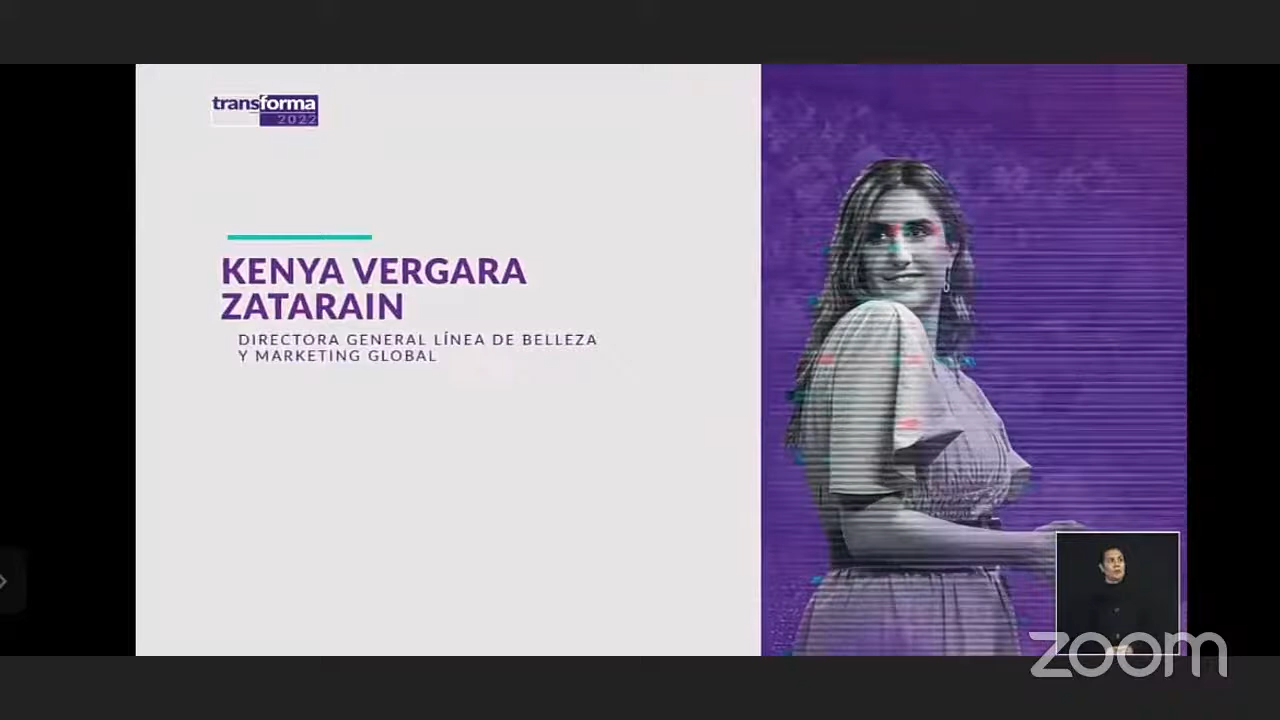 transforma
2022
KENYA VERGARA
ZATARAIN
DIRECTORA GENERAL LÍNEA DE BELLEZA
Y MARKETING GLOBAL
zoom